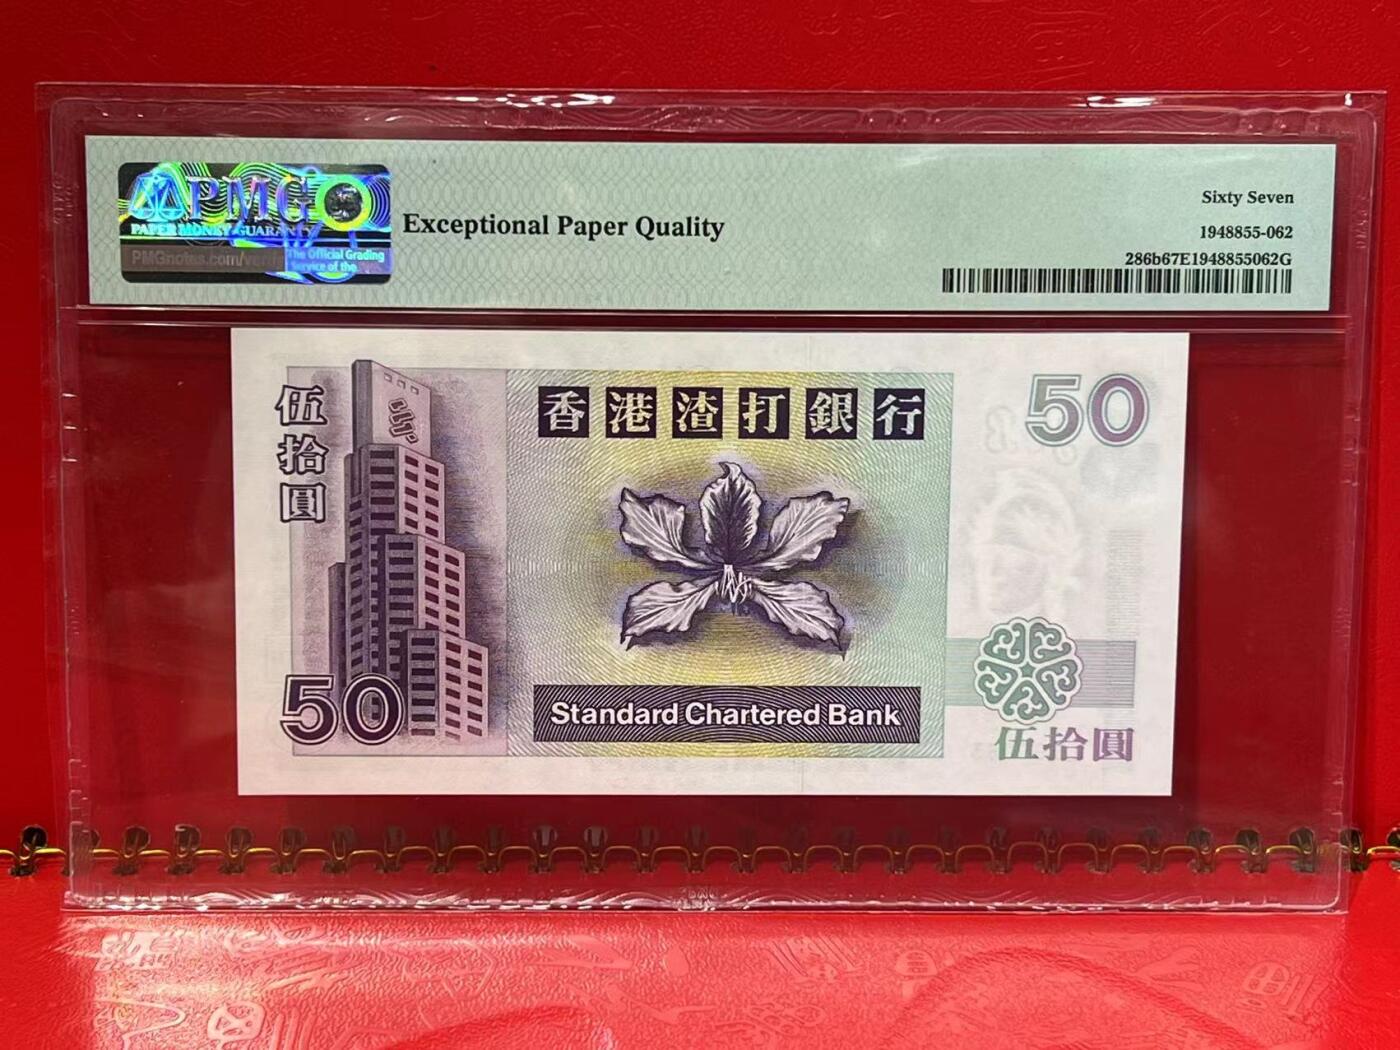 PMG
PAPER MONEY GUARANTY
PMGnotes.com/verify
The Official Grading
Service of the
Exceptional Paper Quality
Sixty Seven
1948855-062
286b67E1948855062G
伍拾圓
香港渣打銀行
50
50
Standard Chartered Bank
伍拾圓